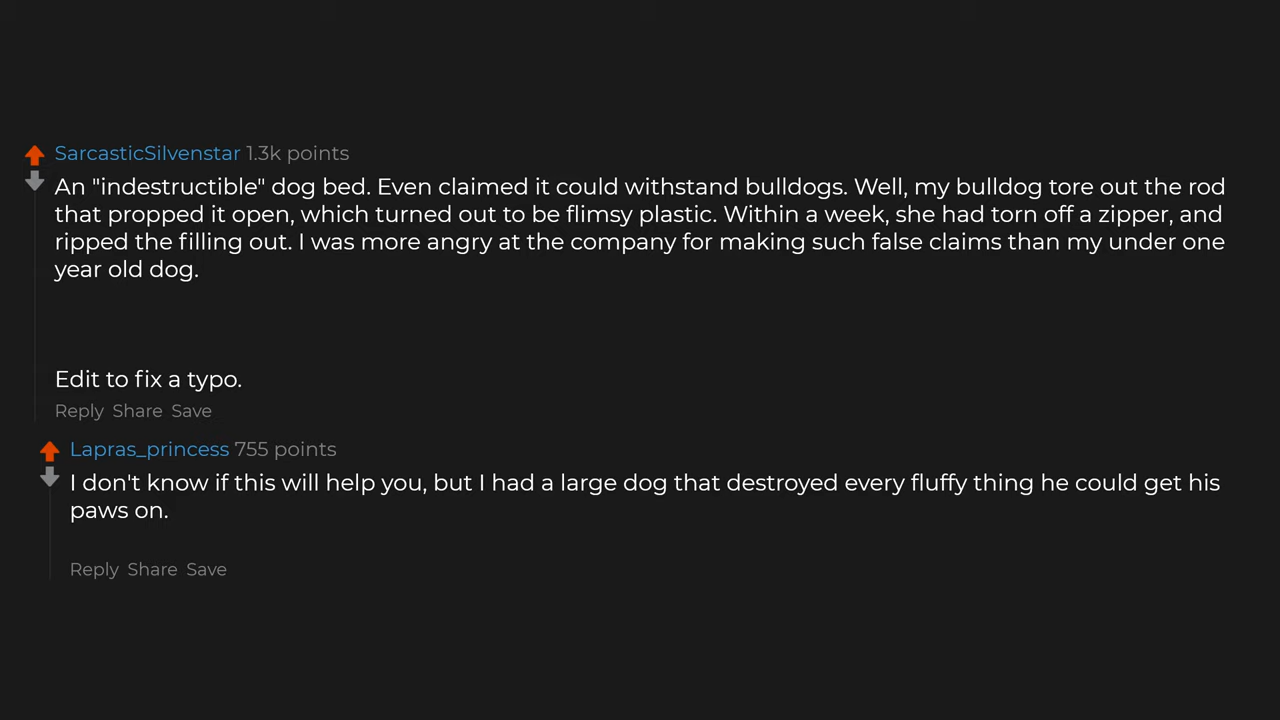 SarcasticSilvenstar 1.3k points
An "indestructible" dog bed. Even claimed it could withstand bulldogs. Well, my bulldog tore out the rod
that propped it open, which turned out to be flimsy plastic. Within a week, she had torn off a zipper, and
ripped the filling out. I was more angry at the company for making such false claims than my under one
year old dog.
Edit to fix a typo.
Reply Share Save
Lapras_princess 755 points
I don't know if this will help you, but I had a large dog that destroyed every fluffy thing he could get his
paws on.
Reply Share Save